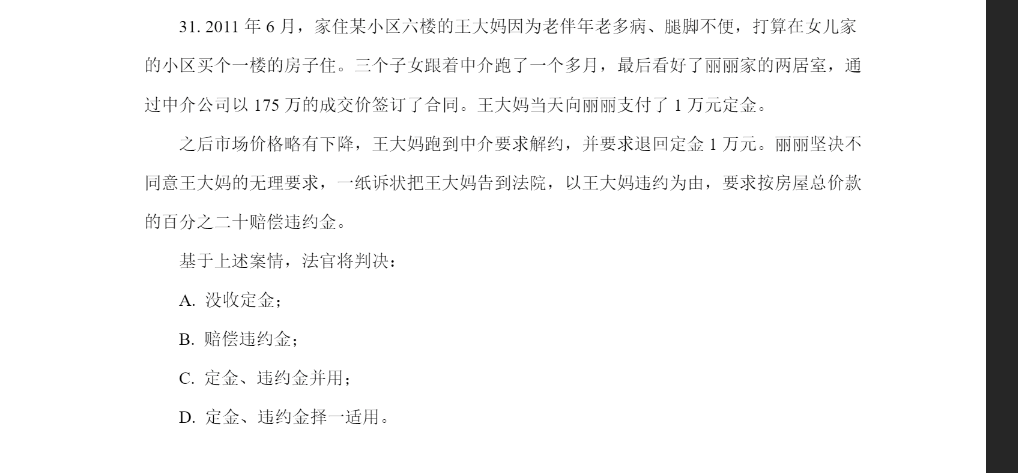 31. 2011 年 6 月，家住某小区六楼的王大妈因为老伴年老多病、腿脚不便，打算在女儿家
的小区买个一楼的房子住。三个子女跟着中介跑了一个多月，最后看好了丽丽家的两居室，通
过中介公司以 175 万的成交价签订了合同。王大妈当天向丽丽支付了 1 万元定金。
之后市场价格略有下降，王大妈跑到中介要求解约，并要求退回定金 1 万元。丽丽坚决不
同意王大妈的无理要求，一纸诉状把王大妈告到法院，以王大妈违约为由，要求按房屋总价款
的百分之二十赔偿违约金。
基于上述案情，法官将判决：
A. 没收定金；
B. 赔偿违约金；
C. 定金、违约金并用；
D. 定金、违约金择一适用。